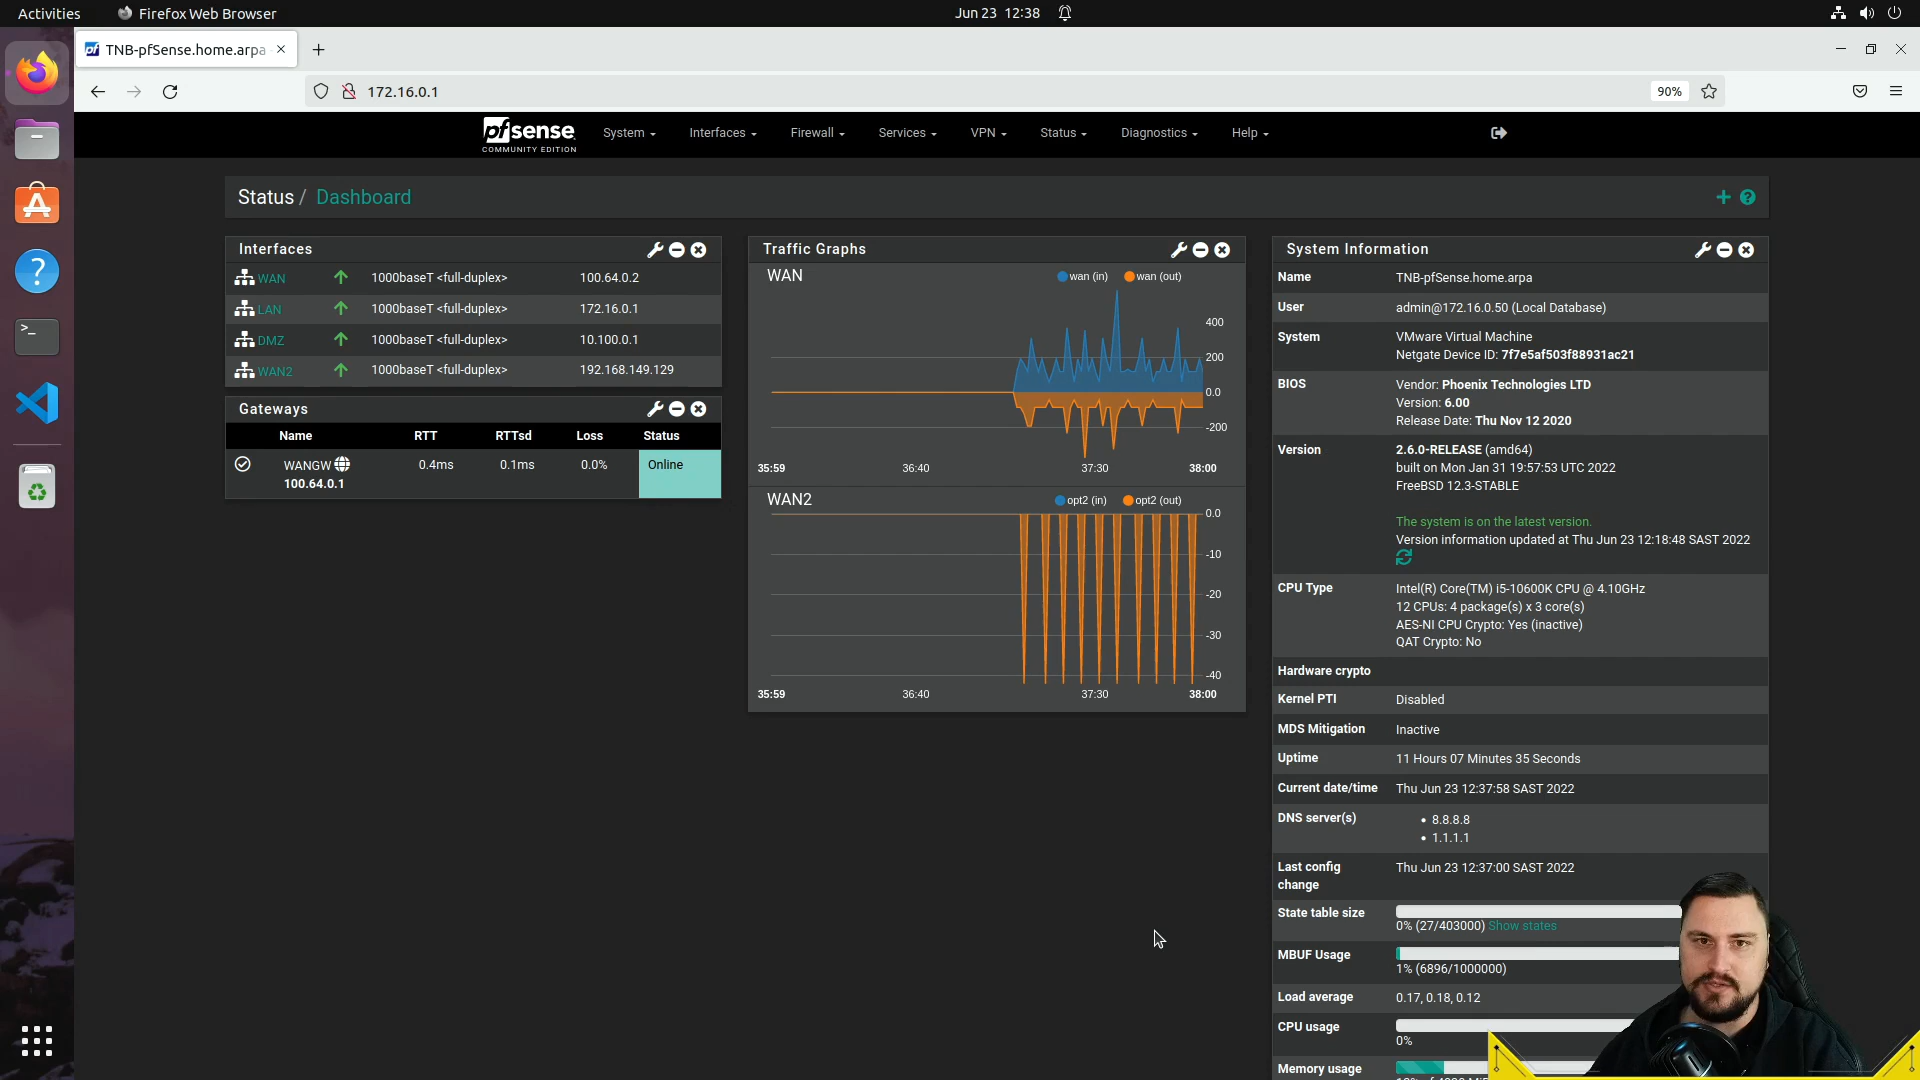 Activities Firefox Web Browser Jun 23 12:38
pf TNB-pfSense.home.arpa
172.16.0.1 90%
pfsense System Interfaces Firewall Services VPN Status Diagnostics Help
COMMUNITY EDITION
Status / Dashboard
Interfaces
WAN 1000baseT <full-duplex> 100.64.0.2
LAN 1000baseT <full-duplex> 172.16.0.1
DMZ 1000baseT <full-duplex> 10.100.0.1
WAN2 1000baseT <full-duplex> 192.168.149.129
Gateways
Name RTT RTTsd Loss Status
WANGW 0.4ms 0.1ms 0.0% Online
100.64.0.1
Traffic Graphs
WAN wan (in) wan (out)
400
200
0.0
-200
35:59 36:40 37:30 38:00
WAN2 opt2 (in) opt2 (out)
0.0
-10
-20
-30
-40
35:59 36:40 37:30 38:00
System Information
Name TNB-pfSense.home.arpa
User admin@172.16.0.50 (Local Database)
System VMware Virtual Machine
Netgate Device ID: 7f7e5af503f88931ac21
BIOS Vendor: Phoenix Technologies LTD
Version: 6.00
Release Date: Thu Nov 12 2020
Version 2.6.0-RELEASE (amd64)
built on Mon Jan 31 19:57:53 UTC 2022
FreeBSD 12.3-STABLE
The system is on the latest version.
Version information updated at Thu Jun 23 12:18:48 SAST 2022
CPU Type Intel(R) Core(TM) i5-10600K CPU @ 4.10GHz
12 CPUs: 4 package(s) x 3 core(s)
AES-NI CPU Crypto: Yes (inactive)
QAT Crypto: No
Hardware crypto
Kernel PTI Disabled
MDS Mitigation Inactive
Uptime 11 Hours 07 Minutes 35 Seconds
Current date/time Thu Jun 23 12:37:58 SAST 2022
DNS server(s) • 8.8.8.8
• 1.1.1.1
Last config Thu Jun 23 12:37:00 SAST 2022
change
State table size
0% (27/403000) Show states
MBUF Usage
1% (6896/1000000)
Load average 0.17, 0.18, 0.12
CPU usage
0%
Memory usage